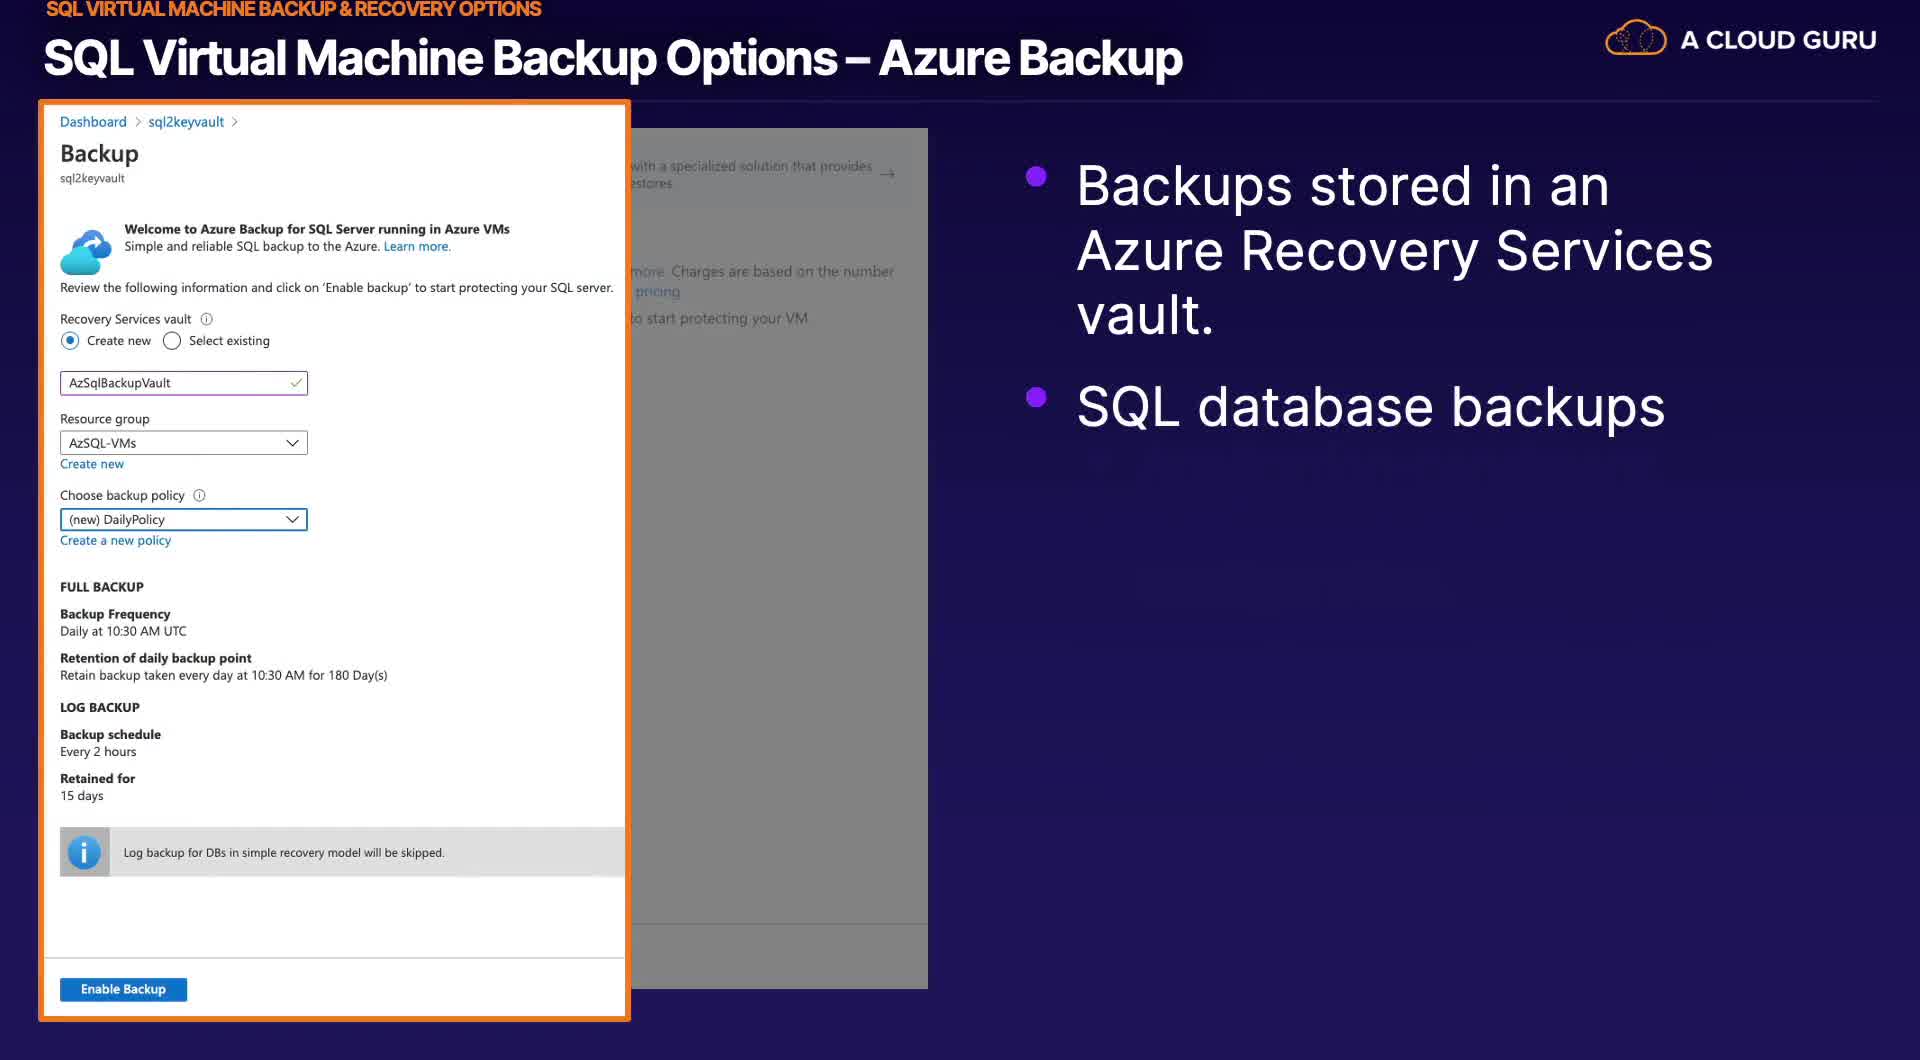 SQL VIRTUAL MACHINE BACKUP & RECOVERY OPTIONS
SQL Virtual Machine Backup Options – Azure Backup
A CLOUD GURU
Dashboard > sql2keyvault >
Backup
sql2keyvault
Welcome to Azure Backup for SQL Server running in Azure VMs
Simple and reliable SQL backup to the Azure. Learn more.
Review the following information and click on 'Enable backup' to start protecting your SQL server.
Recovery Services vault
Create new Select existing
AzSqlBackupVault
Resource group
AzSQL-VMs
Create new
Choose backup policy
(new) DailyPolicy
Create a new policy
FULL BACKUP
Backup Frequency
Daily at 10:30 AM UTC
Retention of daily backup point
Retain backup taken every day at 10:30 AM for 180 Day(s)
LOG BACKUP
Backup schedule
Every 2 hours
Retained for
15 days
Log backup for DBs in simple recovery model will be skipped.
Enable Backup
with a specialized solution that provides →
estores
more. Charges are based on the number
pricing
to start protecting your VM
Backups stored in an
Azure Recovery Services
vault.
SQL database backups